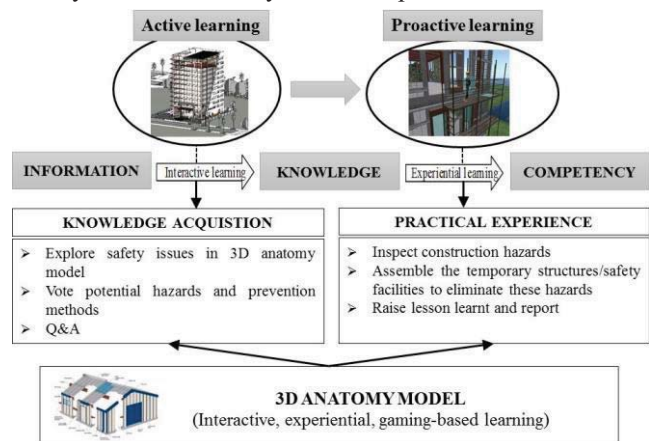 Active learning
Proactive learning
INFORMATION
Interactive learning
KNOWLEDGE
Experiential learning
COMPETENCY
KNOWLEDGE ACQUISTION
➢ Explore safety issues in 3D anatomy
model
➢ Vote potential hazards and prevention
methods
➢ Q&A
PRACTICAL EXPERIENCE
➢ Inspect construction hazards
➢ Assemble the temporary structures/safety
facilities to eliminate these hazards
➢ Raise lesson learnt and report
3D ANATOMY MODEL
(Interactive, experiential, gaming-based learning)